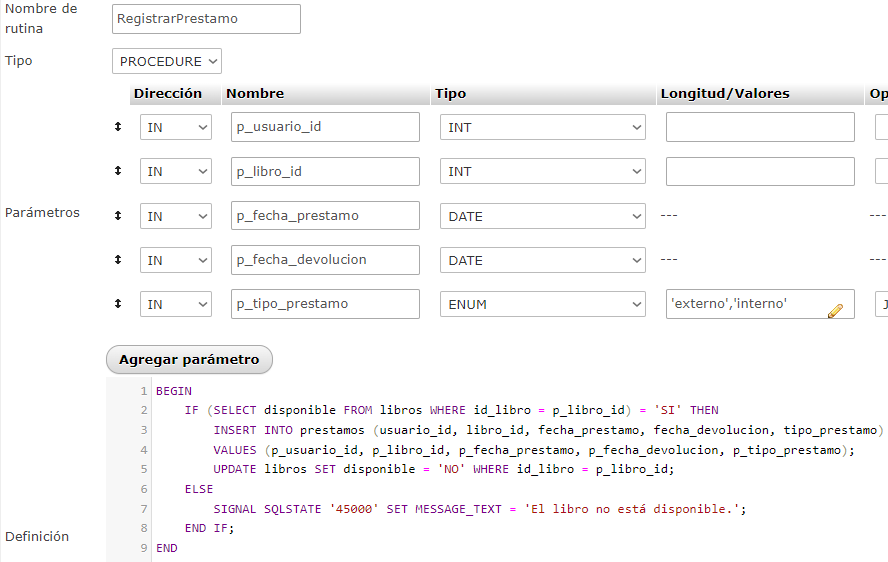 Nombre de
rutina
RegistrarPrestamo
Tipo
PROCEDURE
Dirección Nombre Tipo Longitud/Valores Op
IN p_usuario_id INT
IN p_libro_id INT
Parámetros
IN p_fecha_prestamo DATE --- ---
IN p_fecha_devolucion DATE --- ---
IN p_tipo_prestamo ENUM 'externo','interno' J
Agregar parámetro
1 BEGIN
2 IF (SELECT disponible FROM libros WHERE id_libro = p_libro_id) = 'SI' THEN
3 INSERT INTO prestamos (usuario_id, libro_id, fecha_prestamo, fecha_devolucion, tipo_prestamo)
4 VALUES (p_usuario_id, p_libro_id, p_fecha_prestamo, p_fecha_devolucion, p_tipo_prestamo);
5 UPDATE libros SET disponible = 'NO' WHERE id_libro = p_libro_id;
6 ELSE
7 SIGNAL SQLSTATE '45000' SET MESSAGE_TEXT = 'El libro no está disponible.';
8 END IF;
Definición
9 END